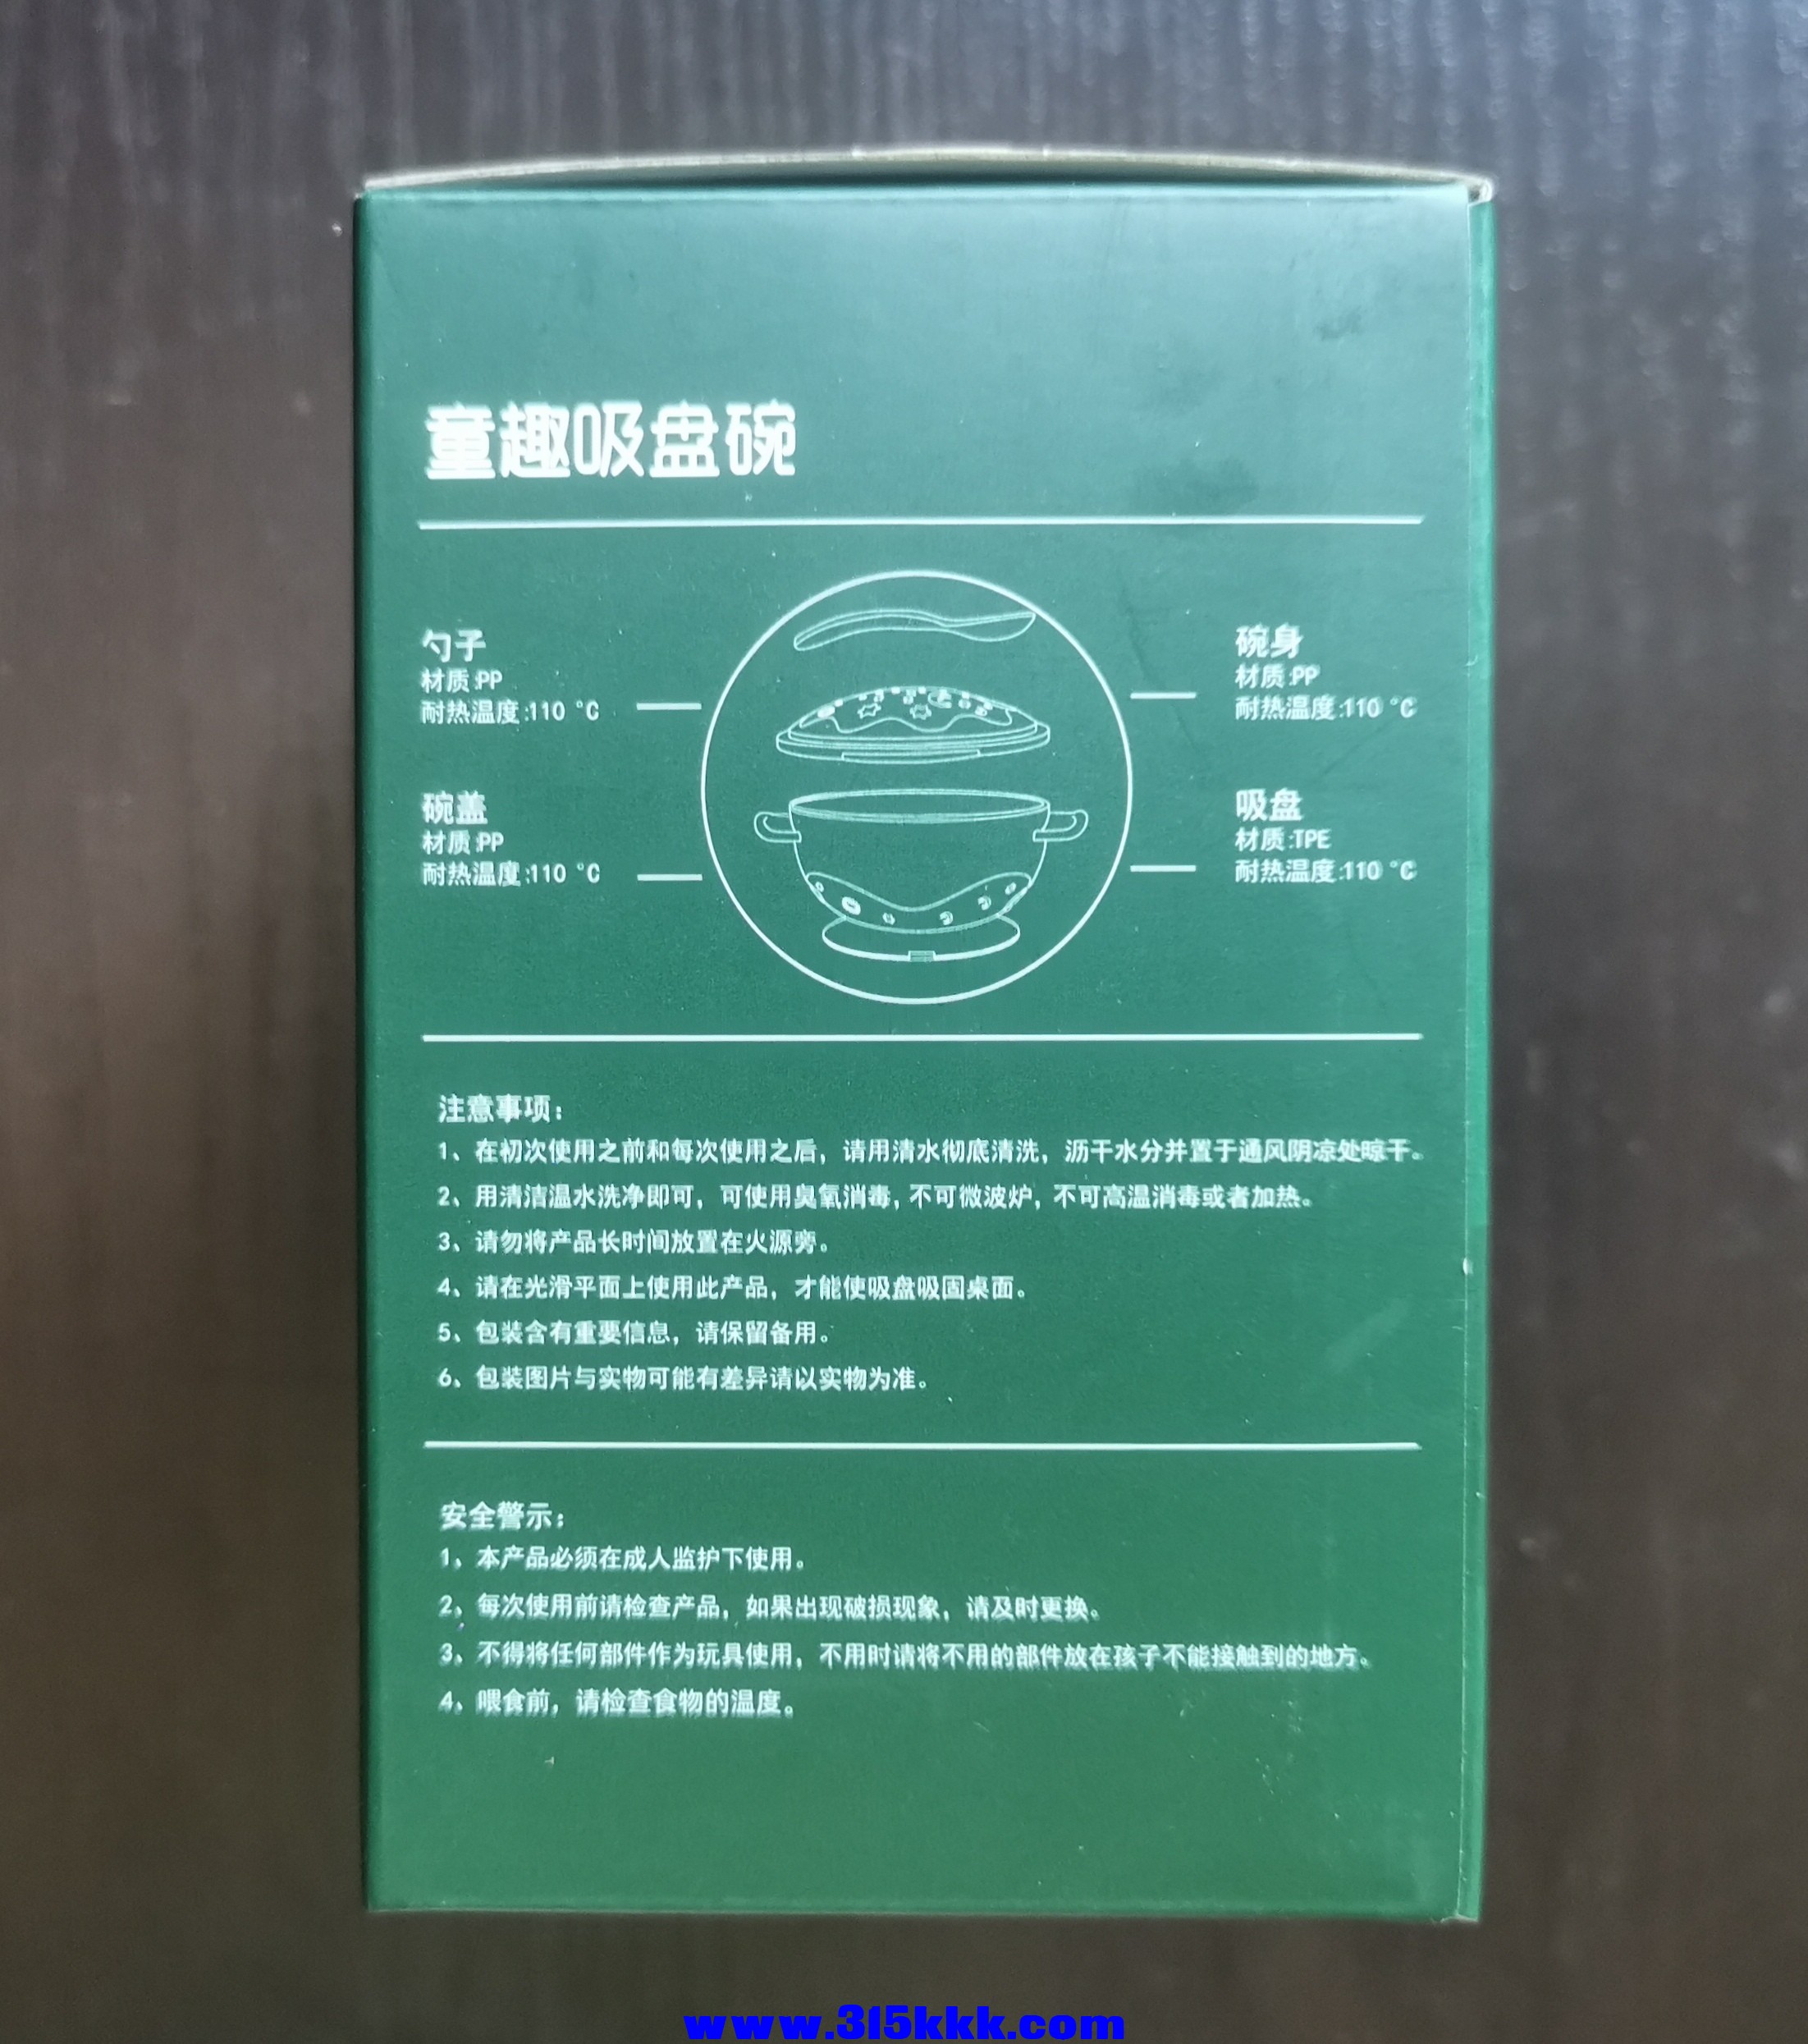 童趣吸盘碗
勺子
材质:PP
耐热温度:110 °C
碗盖
材质:PP
耐热温度:110 °C
碗身
材质:PP
耐热温度:110 °C
吸盘
材质:TPE
耐热温度:110 °C
注意事项：
1、在初次使用之前和每次使用之后，请用清水彻底清洗，沥干水分并置于通风阴凉处晾干。
2、用清洁温水洗净即可，可使用臭氧消毒，不可微波炉，不可高温消毒或者加热。
3、请勿将产品长时间放置在火源旁。
4、请在光滑平面上使用此产品，才能使吸盘吸固桌面。
5、包装含有重要信息，请保留备用。
6、包装图片与实物可能有差异请以实物为准。
安全警示：
1、本产品必须在成人监护下使用。
2、每次使用前请检查产品，如果出现破损现象，请及时更换。
3、不得将任何部件作为玩具使用，不用时请将不用的部件放在孩子不能接触到的地方。
4、喂食前，请检查食物的温度。
www.315kkk.com